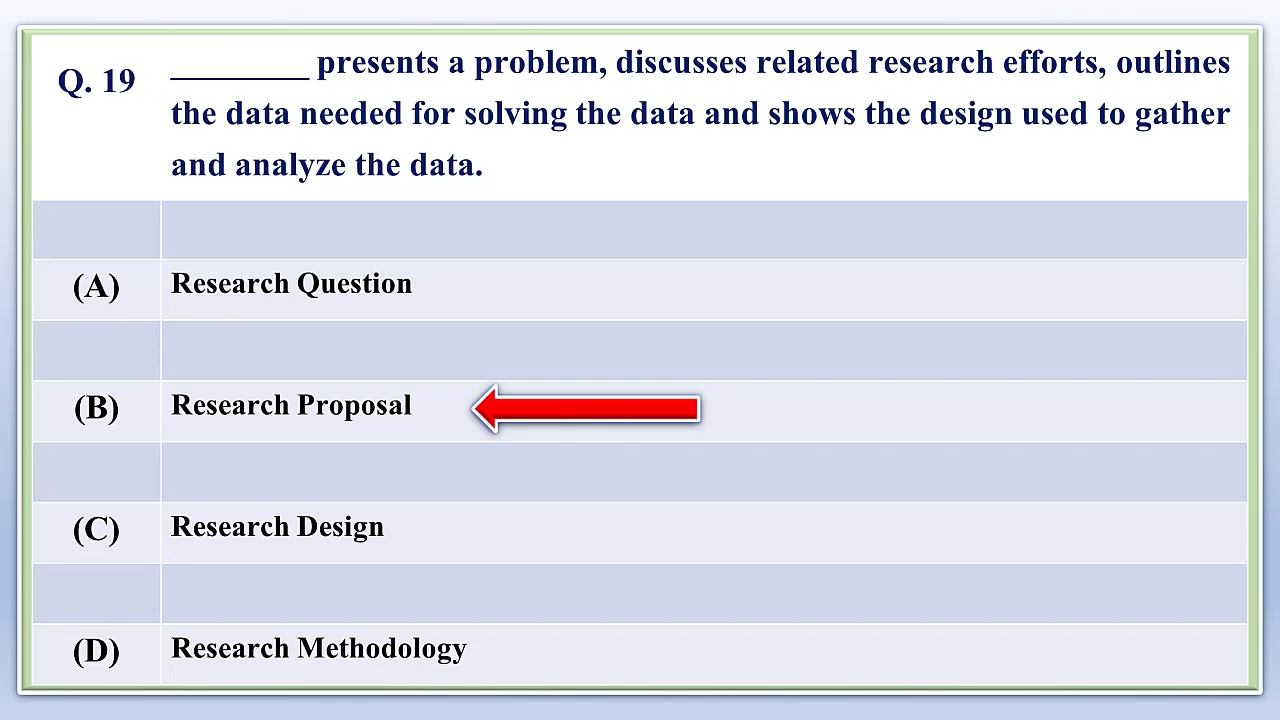 Q. 19 ________ presents a problem, discusses related research efforts, outlines
the data needed for solving the data and shows the design used to gather
and analyze the data.
(A) Research Question
(B) Research Proposal
(C) Research Design
(D) Research Methodology